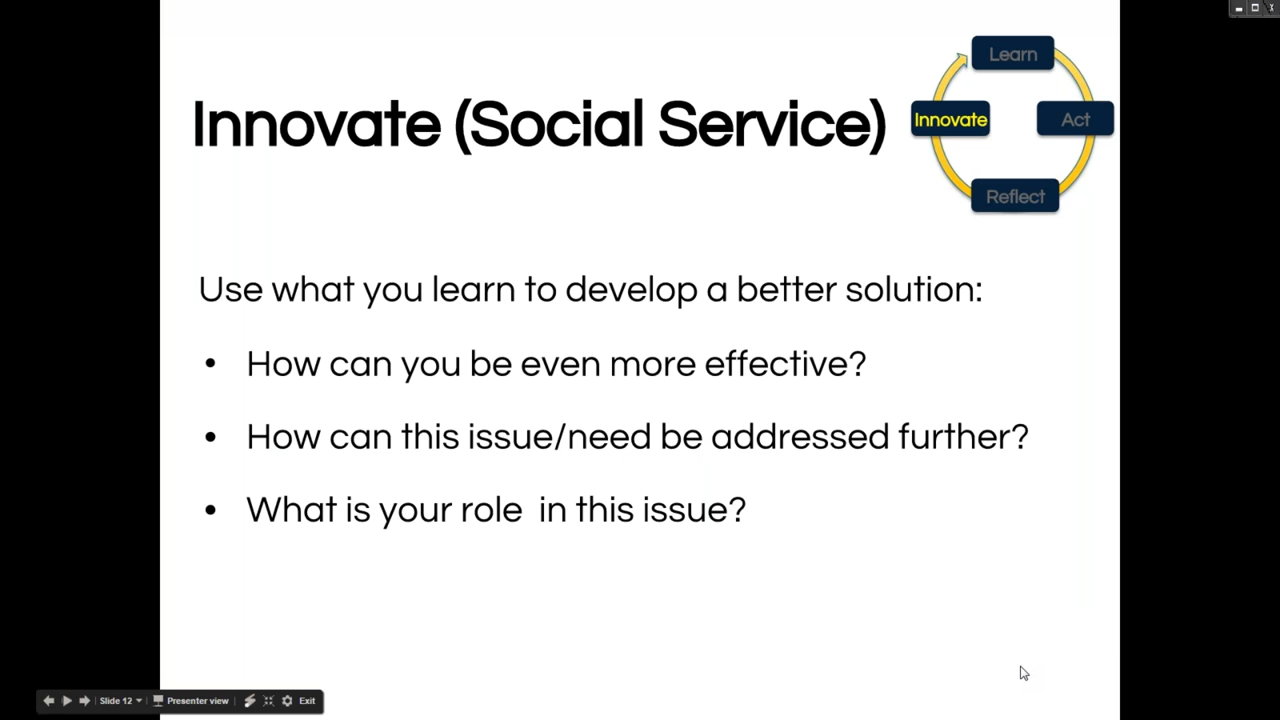 Learn
Innovate (Social Service)
Innovate
Act
Reflect
Use what you learn to develop a better solution:
• How can you be even more effective?
• How can this issue/need be addressed further?
• What is your role  in this issue?
Slide 12
Presenter view
Exit